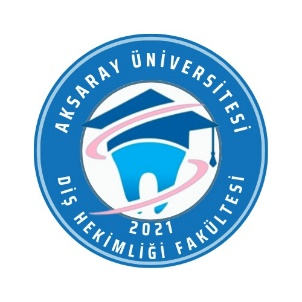 AKSARAY ÜNİVERSİTESİ
2021
DİŞ HEKİMLİĞİ FAKÜLTESİ